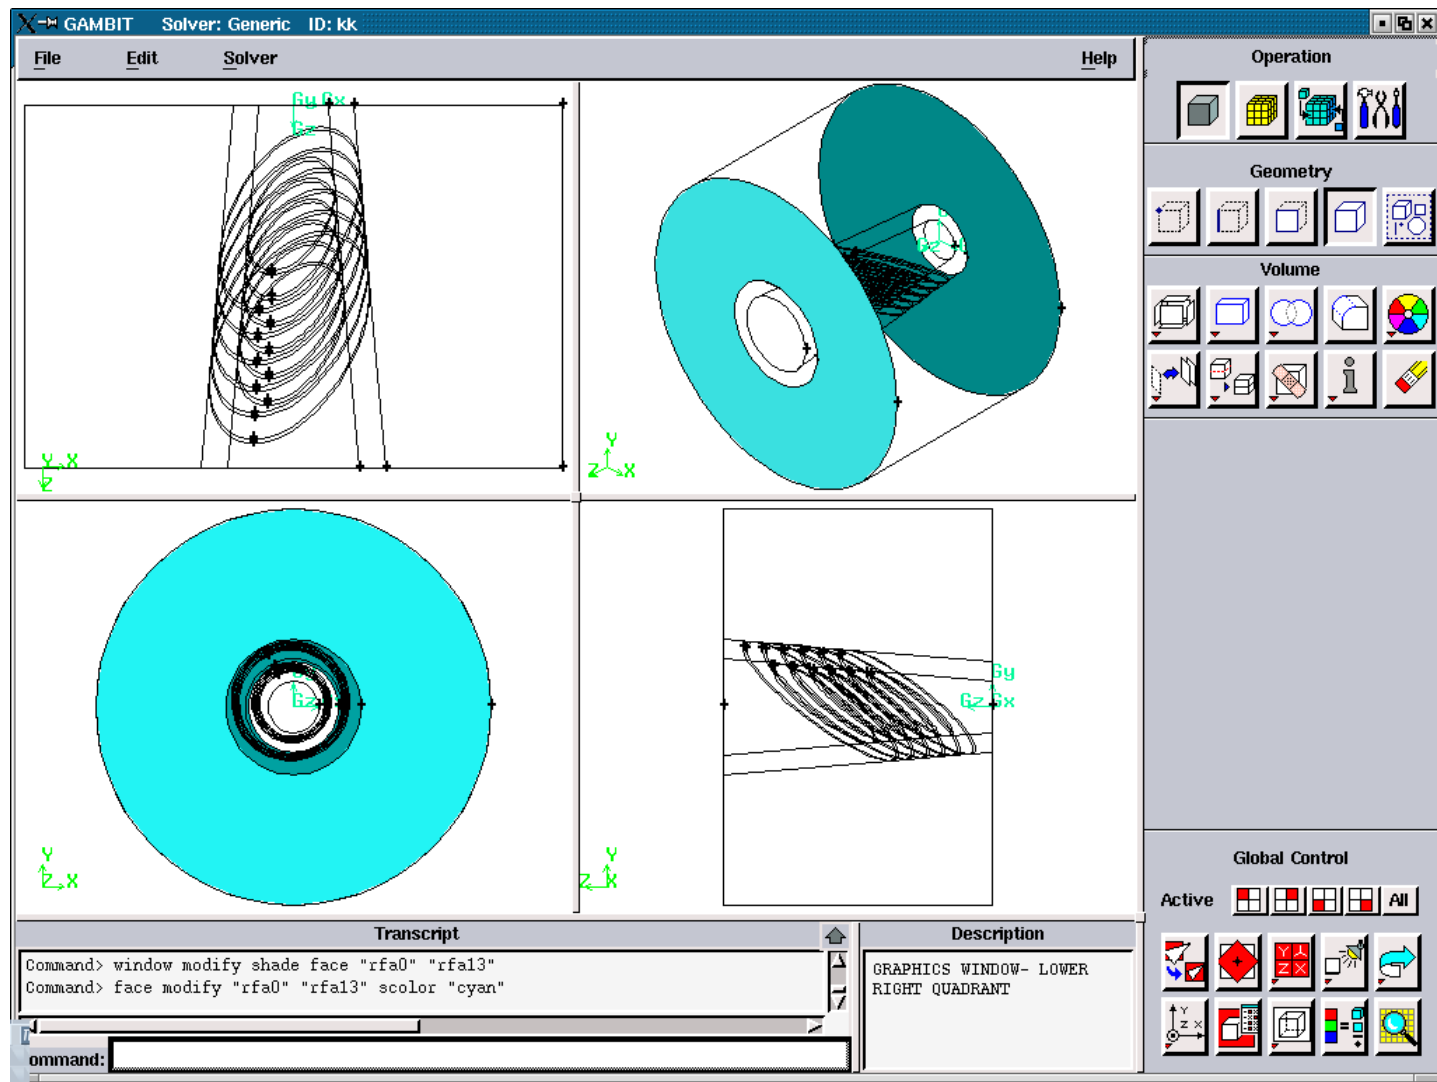 GAMBIT Solver: Generic ID: kk
File Edit Solver Help
Operation
Geometry
Volume
Gy Gx
Gz
Y X
Z
Gz
Y
Z X
Gz
Y
Z X
Gy
Gz Gx
Y
Z X
Global Control
Active All
Y X
Z X
Y
Z X
Transcript
Command> window modify shade face "rfa0" "rfa13"
Command> face modify "rfa0" "rfa13" scolor "cyan"
ommand:
Description
GRAPHICS WINDOW- LOWER
RIGHT QUADRANT